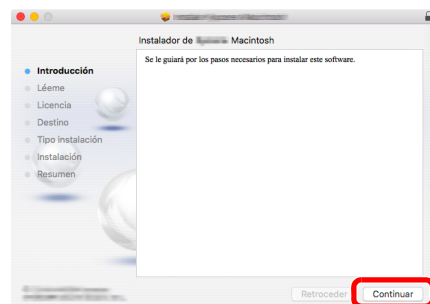 Instalador de Macintosh
Introducción
Léeme
Licencia
Destino
Tipo instalación
Instalación
Resumen
Se le guiará por los pasos necesarios para instalar este software.
Retroceder
Continuar